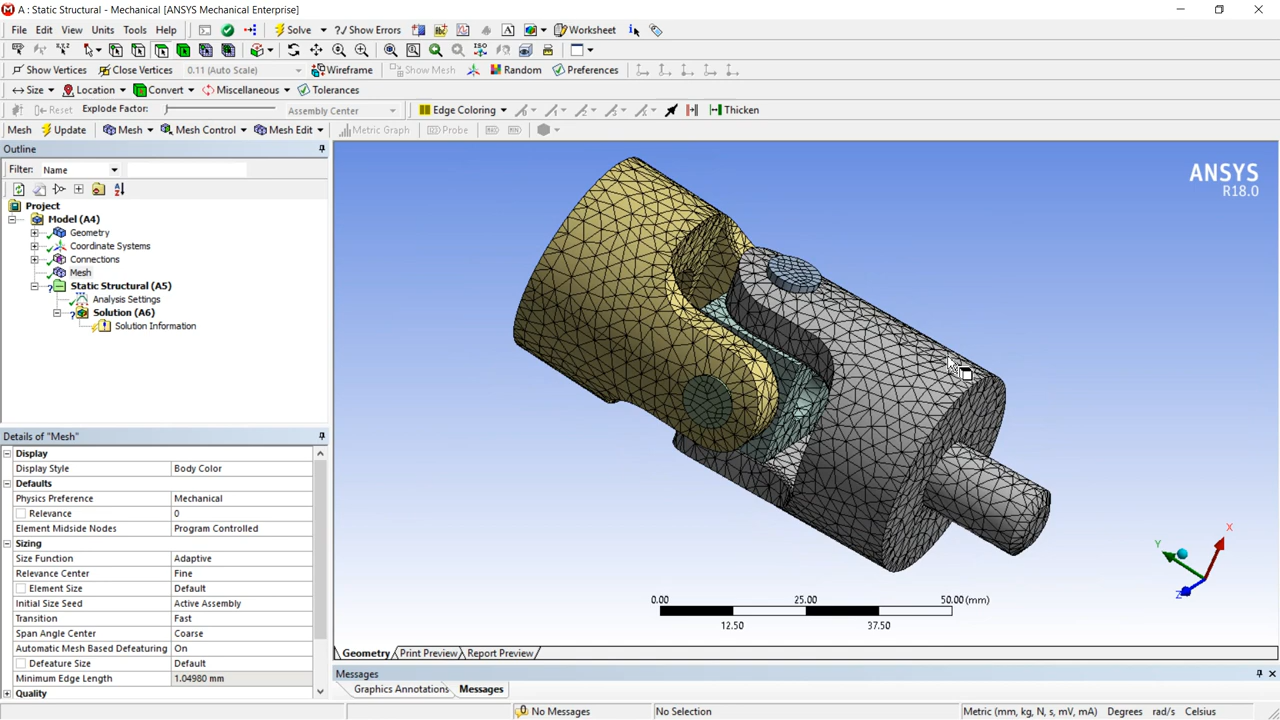 A : Static Structural - Mechanical [ANSYS Mechanical Enterprise]
File Edit View Units Tools Help Solve ?/ Show Errors Worksheet
Show Vertices Close Vertices 0.11 (Auto Scale) Wireframe Show Mesh Random Preferences
Size Location Convert Miscellaneous Tolerances
Reset Explode Factor: Assembly Center Edge Coloring Thicken
Mesh Update Mesh Mesh Control Mesh Edit Metric Graph Probe
Outline
Filter: Name
Project
Model (A4)
Geometry
Coordinate Systems
Connections
Mesh
Static Structural (A5)
Analysis Settings
Solution (A6)
Solution Information
Details of "Mesh"
Display
Display Style Body Color
Defaults
Physics Preference Mechanical
Relevance 0
Element Midside Nodes Program Controlled
Sizing
Size Function Adaptive
Relevance Center Fine
Element Size Default
Initial Size Seed Active Assembly
Transition Fast
Span Angle Center Coarse
Automatic Mesh Based Defeaturing On
Defeature Size Default
Minimum Edge Length 1.04980 mm
Quality
ANSYS
R18.0
X
Y
Z
0.00 25.00 50.00 (mm)
12.50 37.50
Geometry Print Preview Report Preview
Messages
Graphics Annotations Messages
No Messages No Selection Metric (mm, kg, N, s, mV, mA) Degrees rad/s Celsius